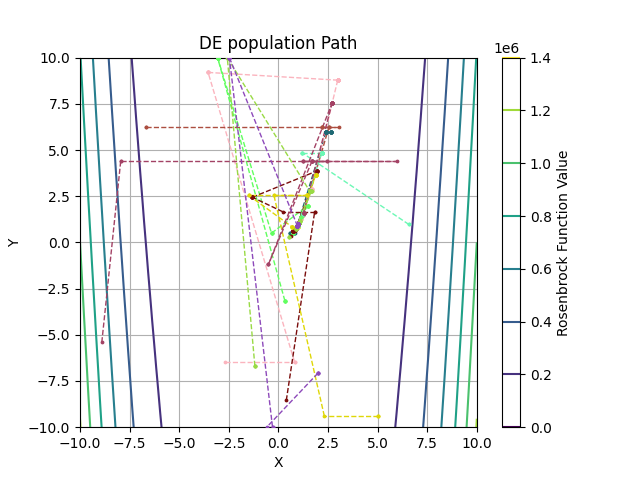 DE population Path
1e6
10.0
7.5
5.0
2.5
0.0
−2.5
−5.0
−7.5
−10.0
Y
−10.0 −7.5 −5.0 −2.5 0.0 2.5 5.0 7.5 10.0
X
1.4
1.2
1.0
0.8
0.6
0.4
0.2
0.0
Rosenbrock Function Value